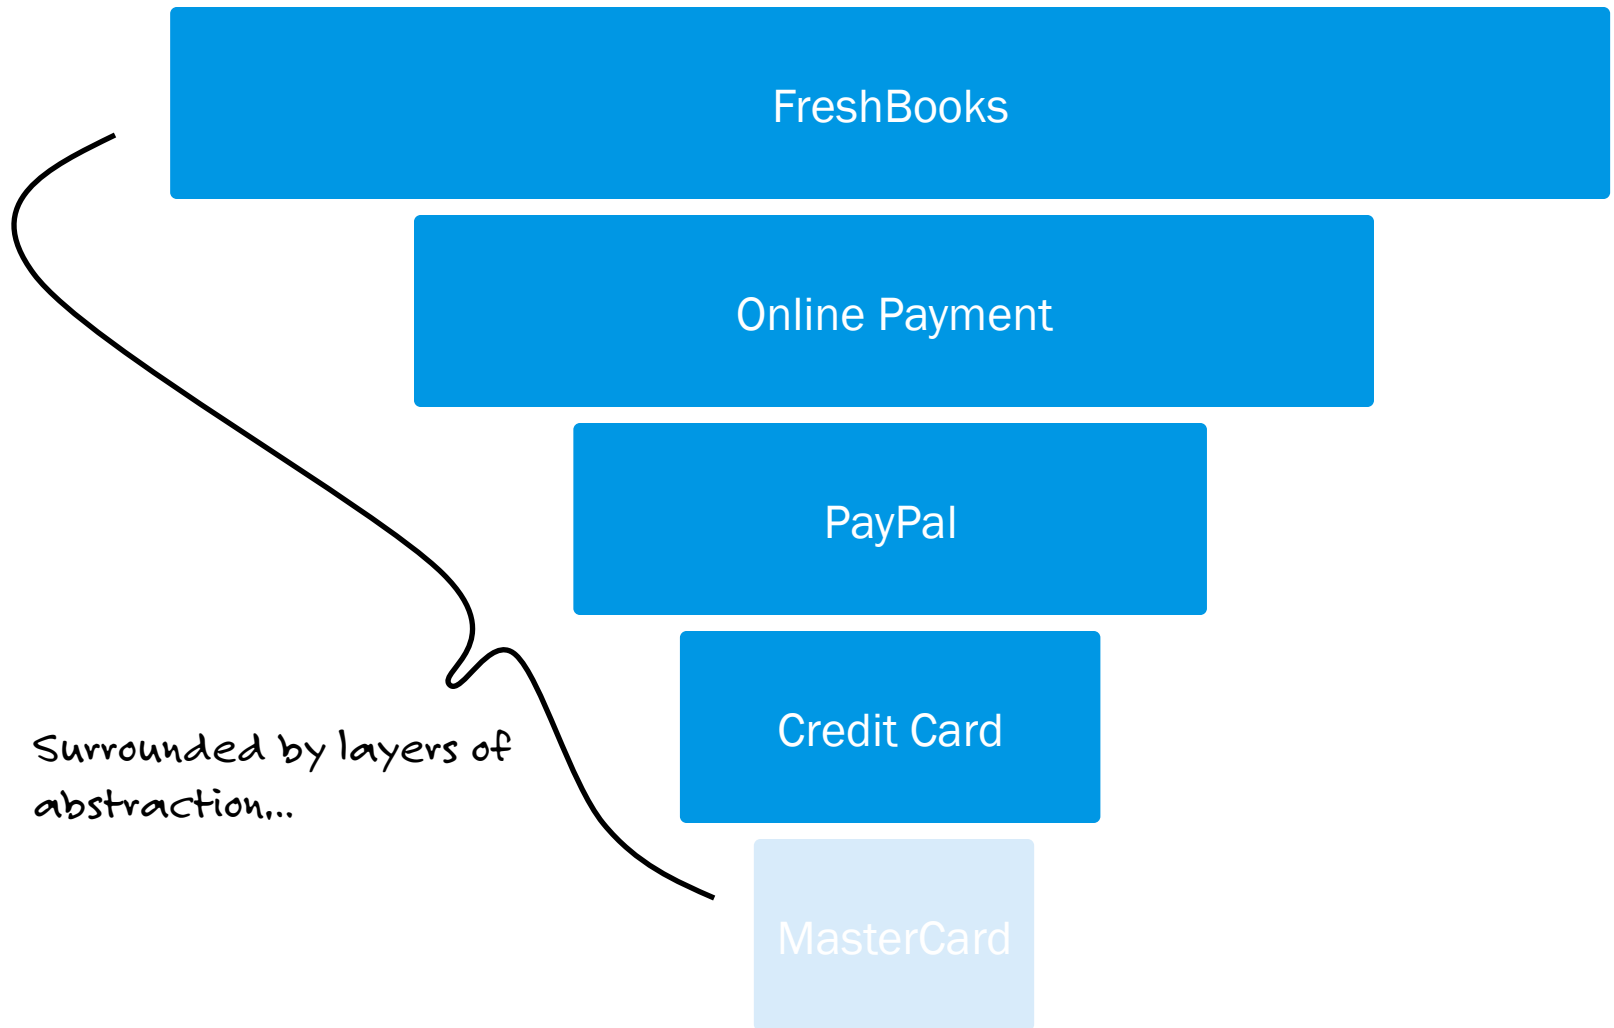 FreshBooks
Online Payment
PayPal
Credit Card
Surrounded by layers of
abstraction...
MasterCard